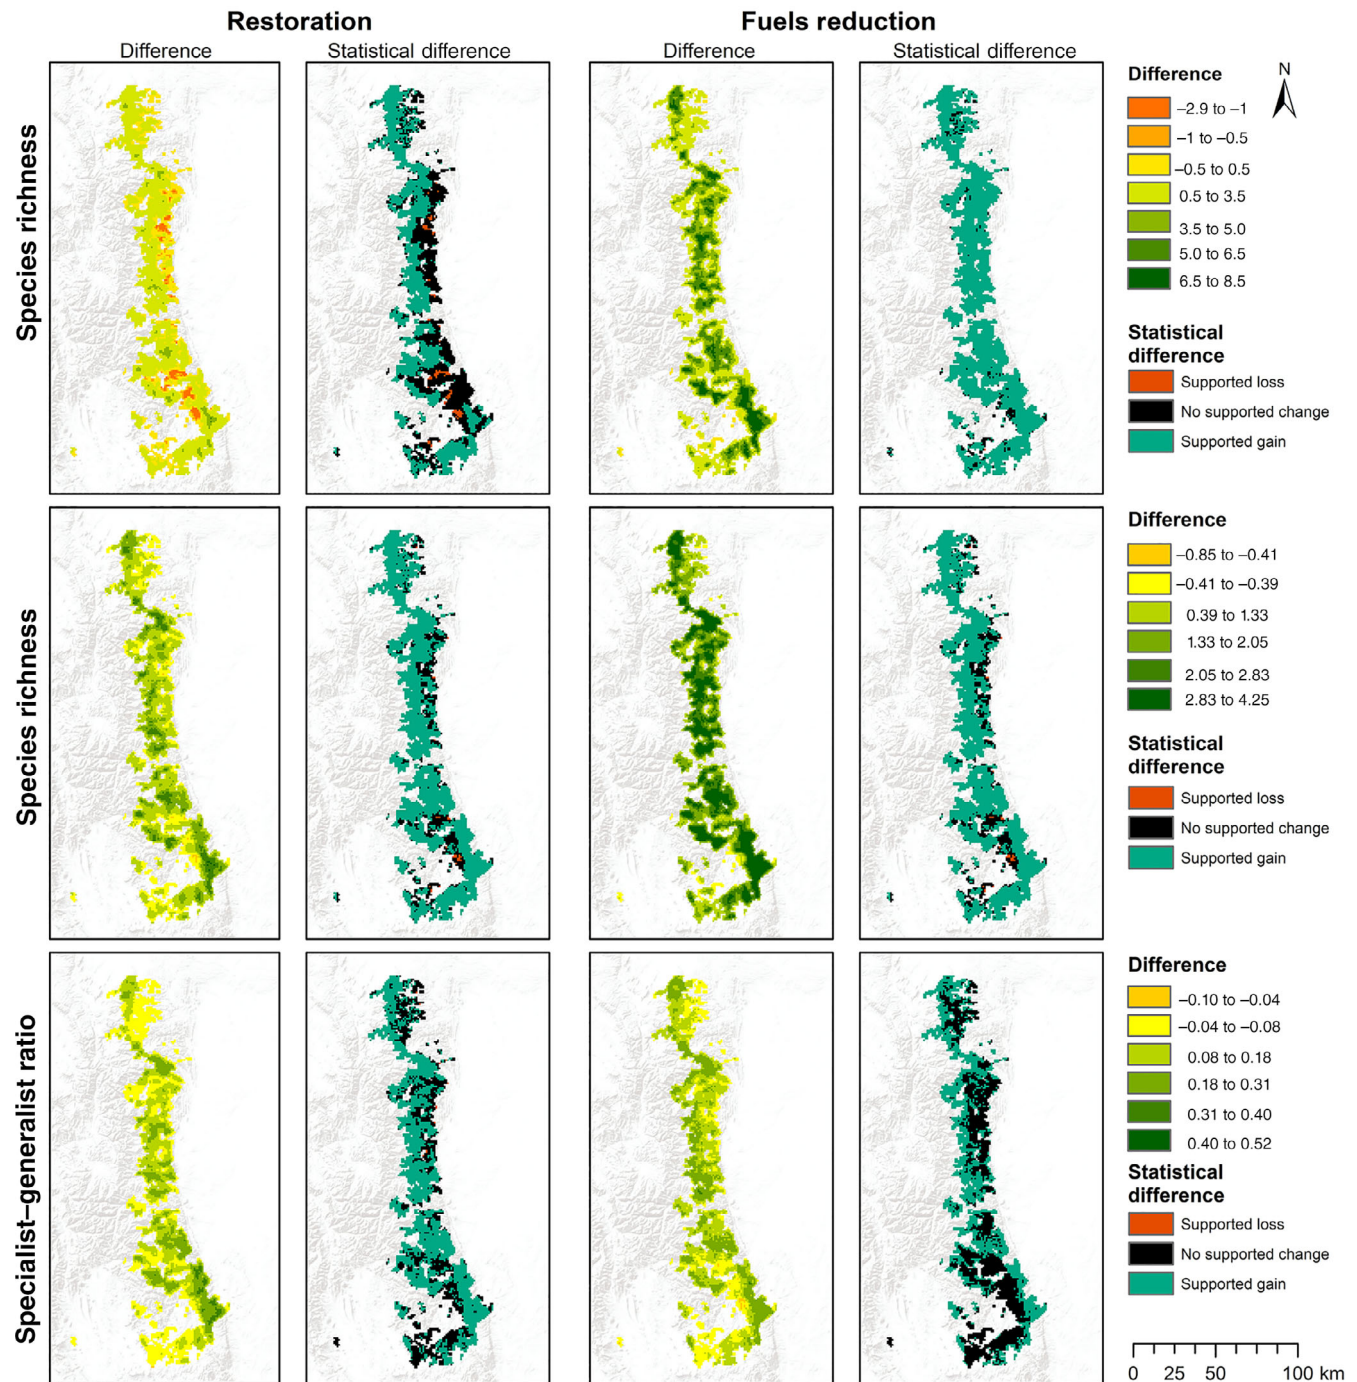 Restoration
Fuels reduction
Difference
Statistical difference
Difference
Statistical difference
Species richness
Difference
N
−2.9 to −1
−1 to −0.5
−0.5 to 0.5
0.5 to 3.5
3.5 to 5.0
5.0 to 6.5
6.5 to 8.5
Statistical
difference
Supported loss
No supported change
Supported gain
Species richness
Difference
−0.85 to −0.41
−0.41 to −0.39
0.39 to 1.33
1.33 to 2.05
2.05 to 2.83
2.83 to 4.25
Statistical
difference
Supported loss
No supported change
Supported gain
Specialist–generalist ratio
Difference
−0.10 to −0.04
−0.04 to −0.08
0.08 to 0.18
0.18 to 0.31
0.31 to 0.40
0.40 to 0.52
Statistical
difference
Supported loss
No supported change
Supported gain
0 25 50 100 km